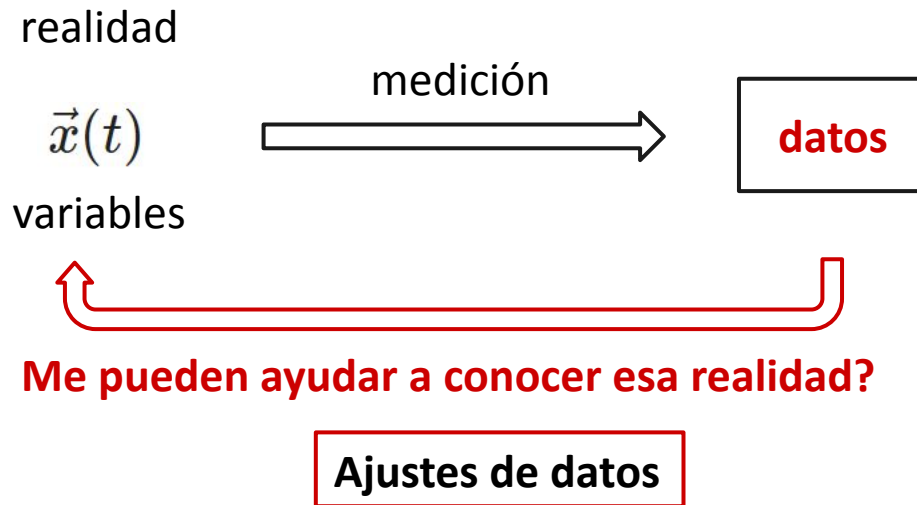 realidad
medición
x⃗(t)
datos
variables
Me pueden ayudar a conocer esa realidad?
Ajustes de datos